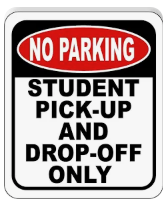 NO PARKING
STUDENT
PICK-UP
AND
DROP-OFF
ONLY